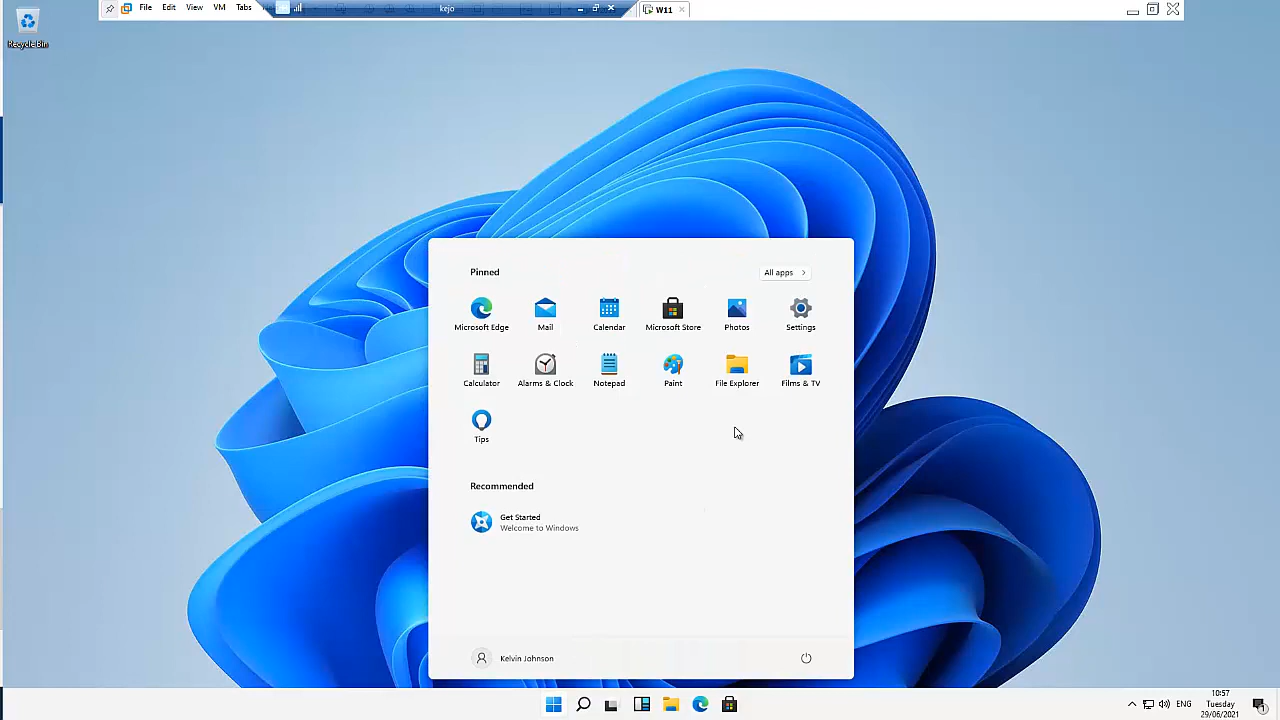 File Edit View VM Tabs
kejo
W11
Recycle Bin
Pinned
All apps
Microsoft Edge
Mail
Calendar
Microsoft Store
Photos
Settings
Calculator
Alarms & Clock
Notepad
Paint
File Explorer
Films & TV
Tips
Recommended
Get Started
Welcome to Windows
Kelvin Johnson
ENG
10:57
Tuesday
29/06/2021